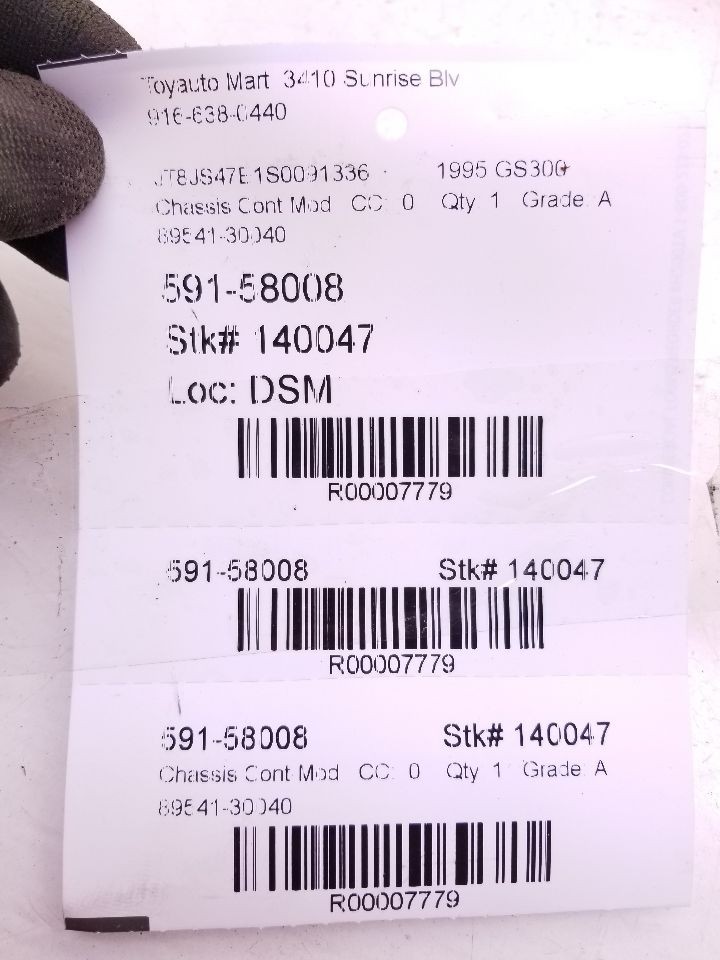 Toyauto Mart 3410 Sunrise Blv
916-638-0440
JT8JS47E1S0091336 1995 GS300
Chassis Cont Mod CC: 0 Qty 1 Grade: A
89541-30040
591-58008
Stk# 140047
Loc: DSM
R00007779
591-58008 Stk# 140047
R00007779
591-58008 Stk# 140047
Chassis Cont Mod CC: 0 Qty 1 Grade: A
89541-30040
R00007779